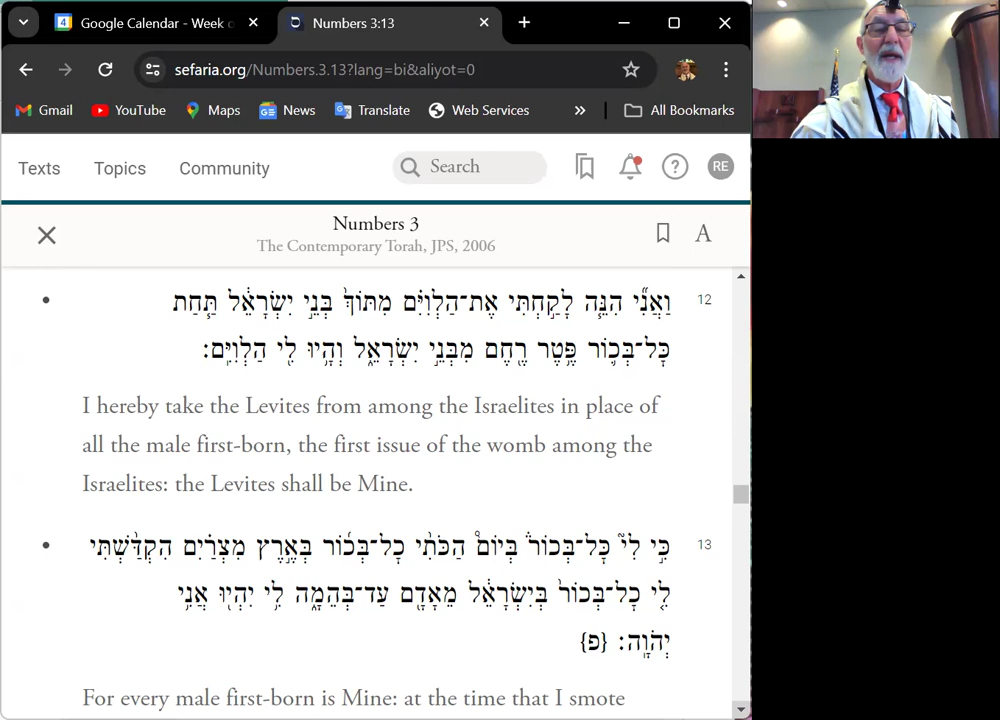 Google Calendar - Week o
Numbers 3:13
sefaria.org/Numbers.3.13?lang=bi&aliyot=0
Gmail YouTube Maps News Translate Web Services » All Bookmarks
Texts Topics Community Search RE
Numbers 3
The Contemporary Torah, JPS, 2006
A
12
וַאֲנִ֞י הִנֵּ֧ה לָקַ֣חְתִּי אֶת־הַלְוִיִּ֗ם מִתּוֹךְ֙ בְּנֵ֣י יִשְׂרָאֵ֔ל תַּ֧חַת
כׇּל־בְּכ֛וֹר פֶּ֥טֶר רֶ֖חֶם מִבְּנֵ֣י יִשְׂרָאֵ֑ל וְהָ֥יוּ לִ֖י הַלְוִיִּֽם׃
I hereby take the Levites from among the Israelites in place of
all the male first-born, the first issue of the womb among the
Israelites: the Levites shall be Mine.
13
כִּ֣י לִי֮ כׇּל־בְּכוֹר֒ בְּיוֹם֩ הַכֹּתִ֨י כׇל־בְּכ֜וֹר בְּאֶ֣רֶץ מִצְרַ֗יִם הִקְדַּ֨שְׁתִּי
לִ֤י כׇל־בְּכוֹר֙ בְּיִשְׂרָאֵ֔ל מֵאָדָ֖ם עַד־בְּהֵמָ֑ה לִ֥י יִהְי֖וּ אֲנִ֥י
יְהֹוָֽה׃ {פ}
For every male first-born is Mine: at the time that I smote